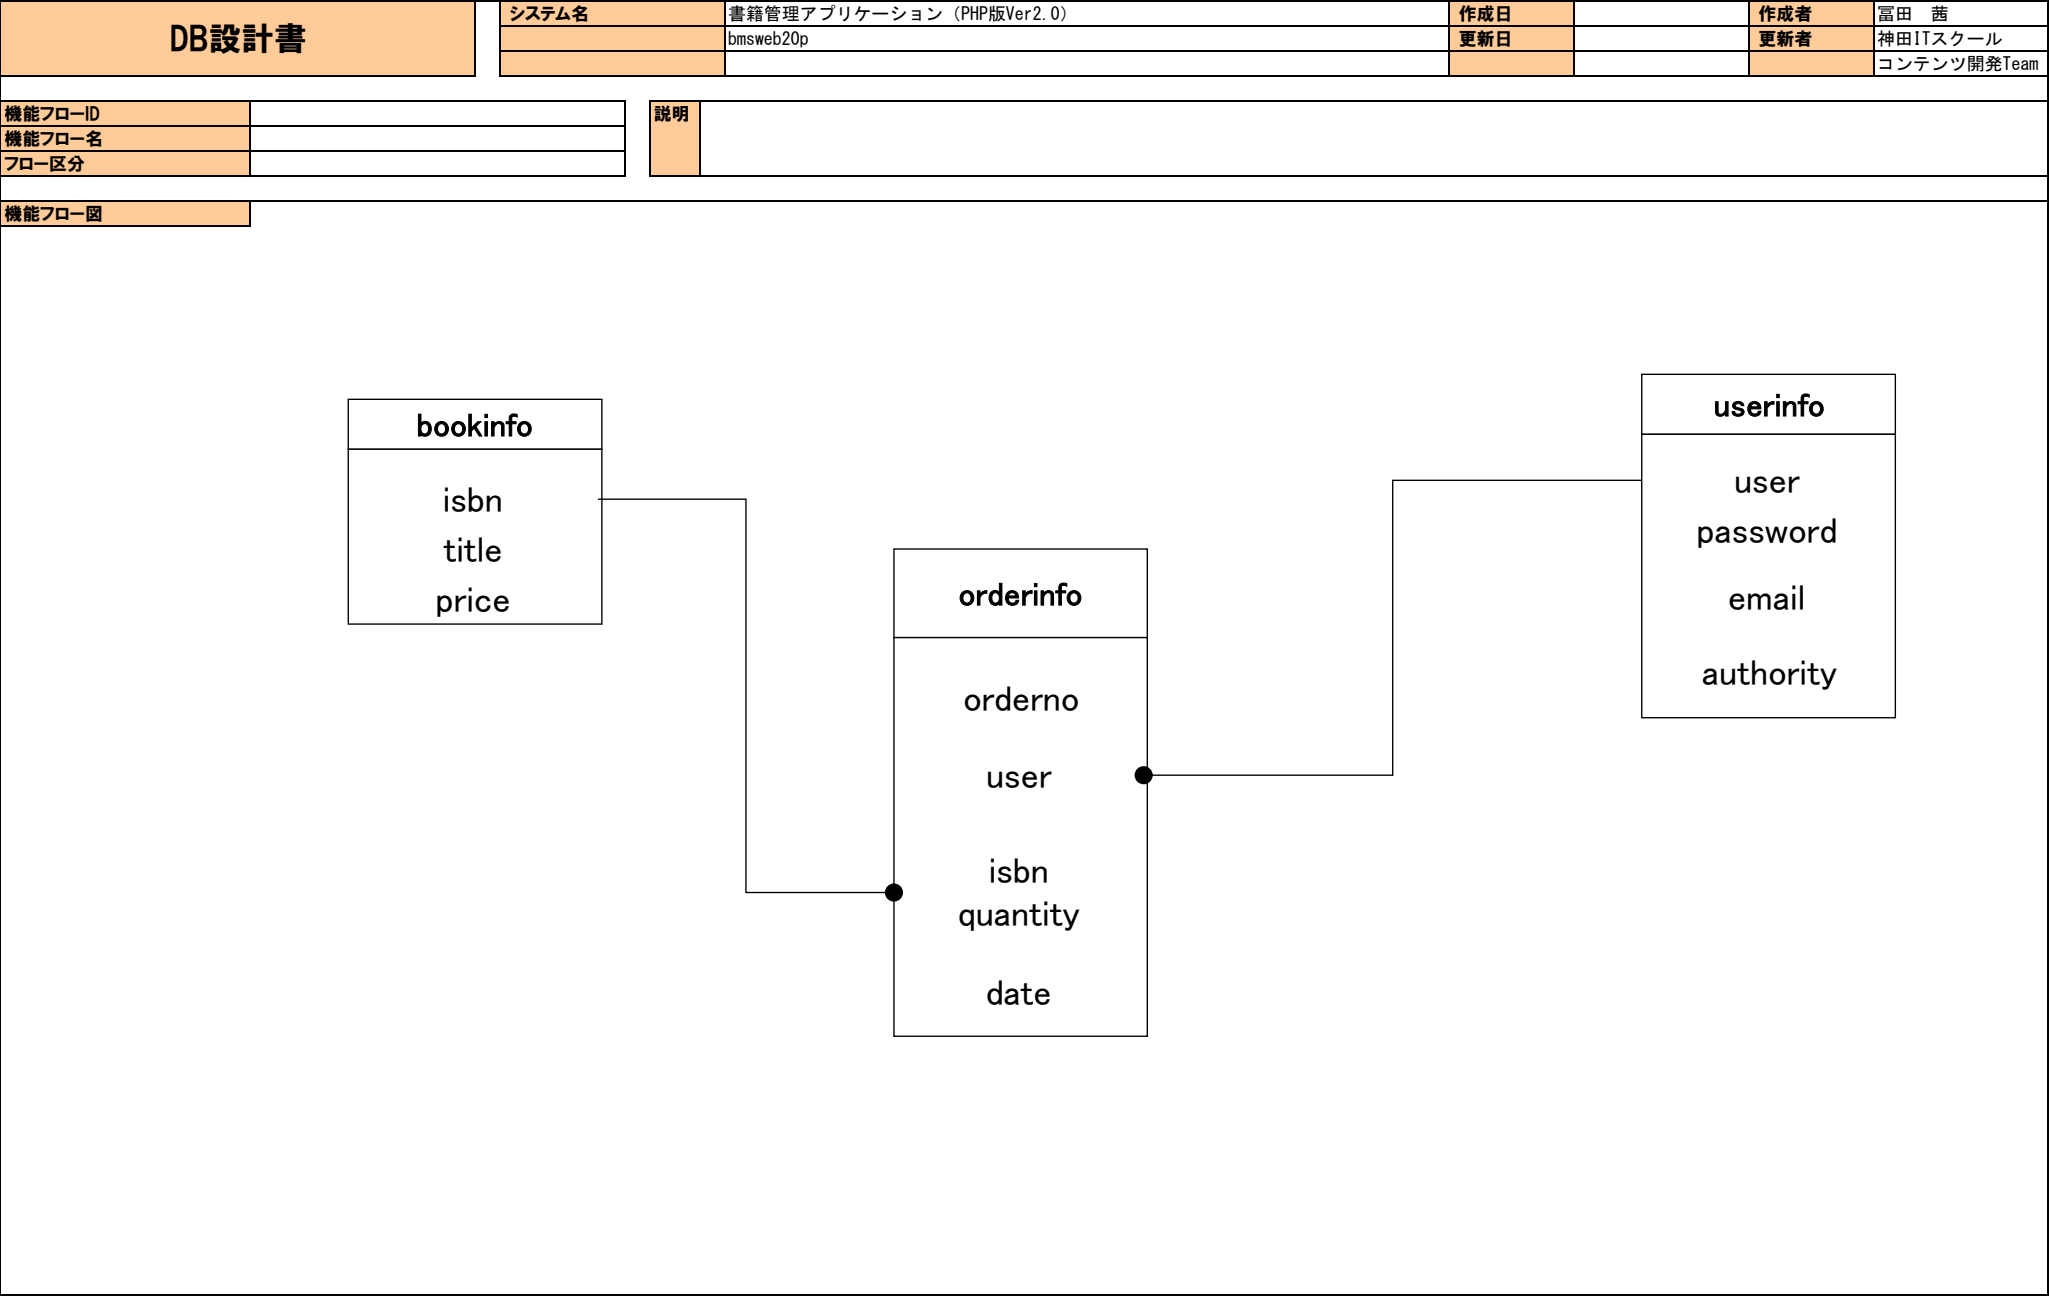 DB設計書
システム名 書籍管理アプリケーション（PHP版Ver2.0） 作成日 作成者 冨田　茜
bmsweb20p 更新日 更新者 神田ITスクール
コンテンツ開発Team
機能フローID
説明
機能フロー名
フロー区分
機能フロー図
bookinfo
isbn
title
price
orderinfo
orderno
user
isbn
quantity
date
userinfo
user
password
email
authority